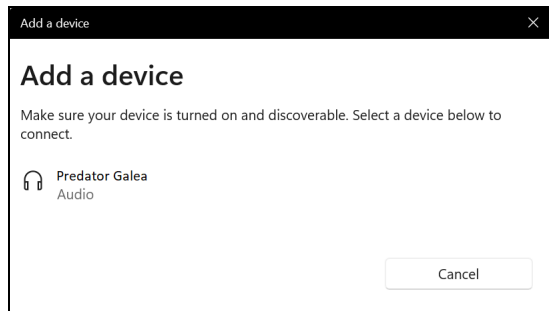 Add a device
Add a device
Make sure your device is turned on and discoverable. Select a device below to
connect.
Predator Galea
Audio
Cancel